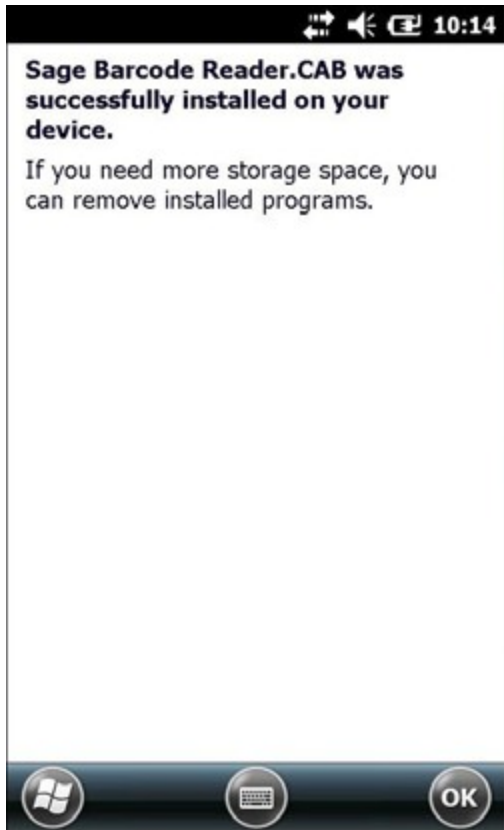 10:14
Sage Barcode Reader.CAB was
successfully installed on your
device.
If you need more storage space, you
can remove installed programs.
OK